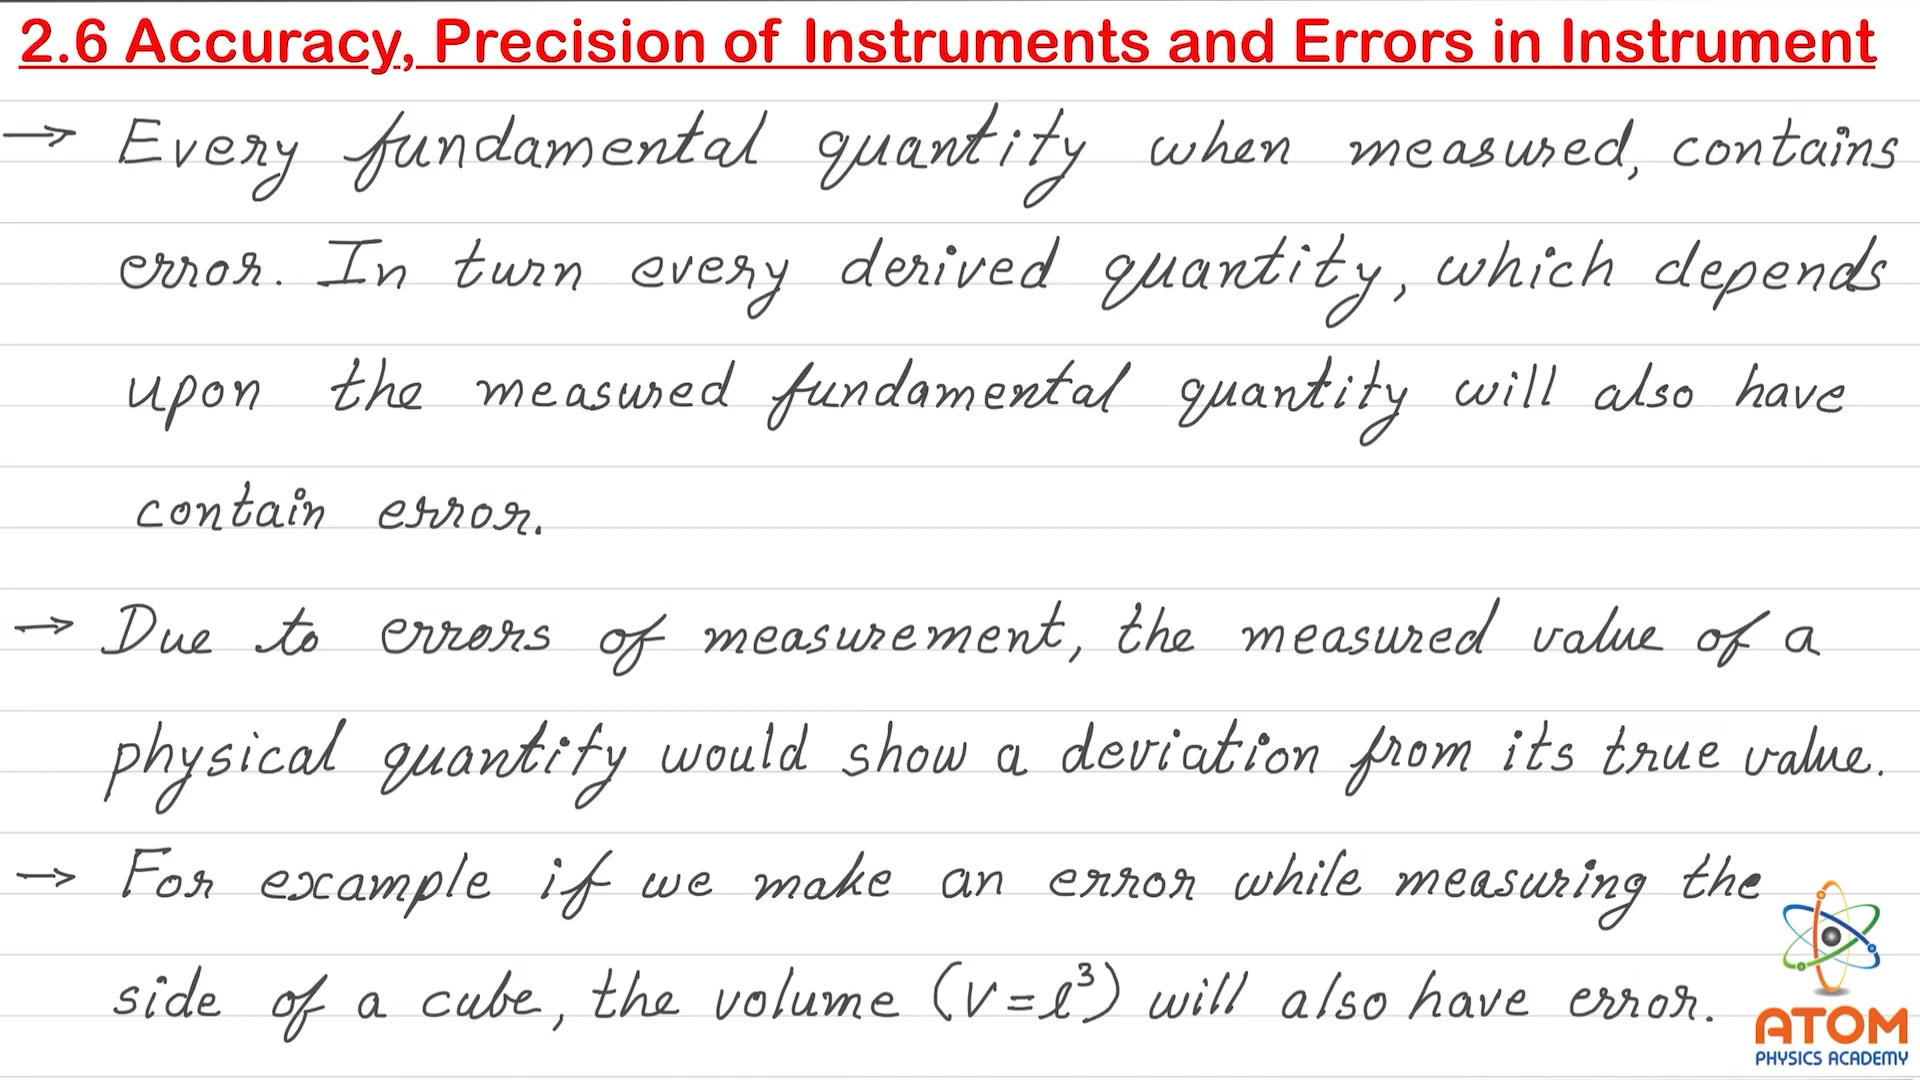 2.6 Accuracy, Precision of Instruments and Errors in Instrument
→ Every fundamental quantity when measured, contains
error. In turn every derived quantity, which depends
upon the measured fundamental quantity will also have
contain error.
→ Due to errors of measurement, the measured value of a
physical quantity would show a deviation from its true value.
→ For example if we make an error while measuring the
side of a cube, the volume (V=l³) will also have error.
ATOM
PHYSICS ACADEMY